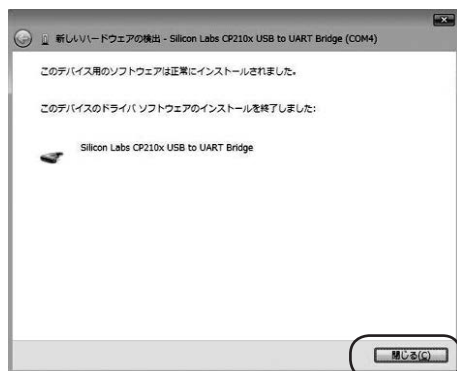 新しいハードウェアの検出 - Silicon Labs CP210x USB to UART Bridge (COM4)
このデバイス用のソフトウェアは正常にインストールされました。
このデバイスのドライバ ソフトウェアのインストールを終了しました:
Silicon Labs CP210x USB to UART Bridge
閉じる(C)